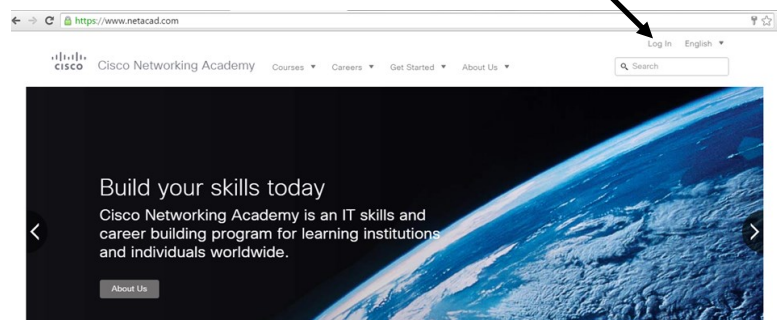 https://www.netacad.com
Log In English
CISCO Cisco Networking Academy Courses Careers Get Started About Us Search
Build your skills today
Cisco Networking Academy is an IT skills and
career building program for learning institutions
and individuals worldwide.
About Us